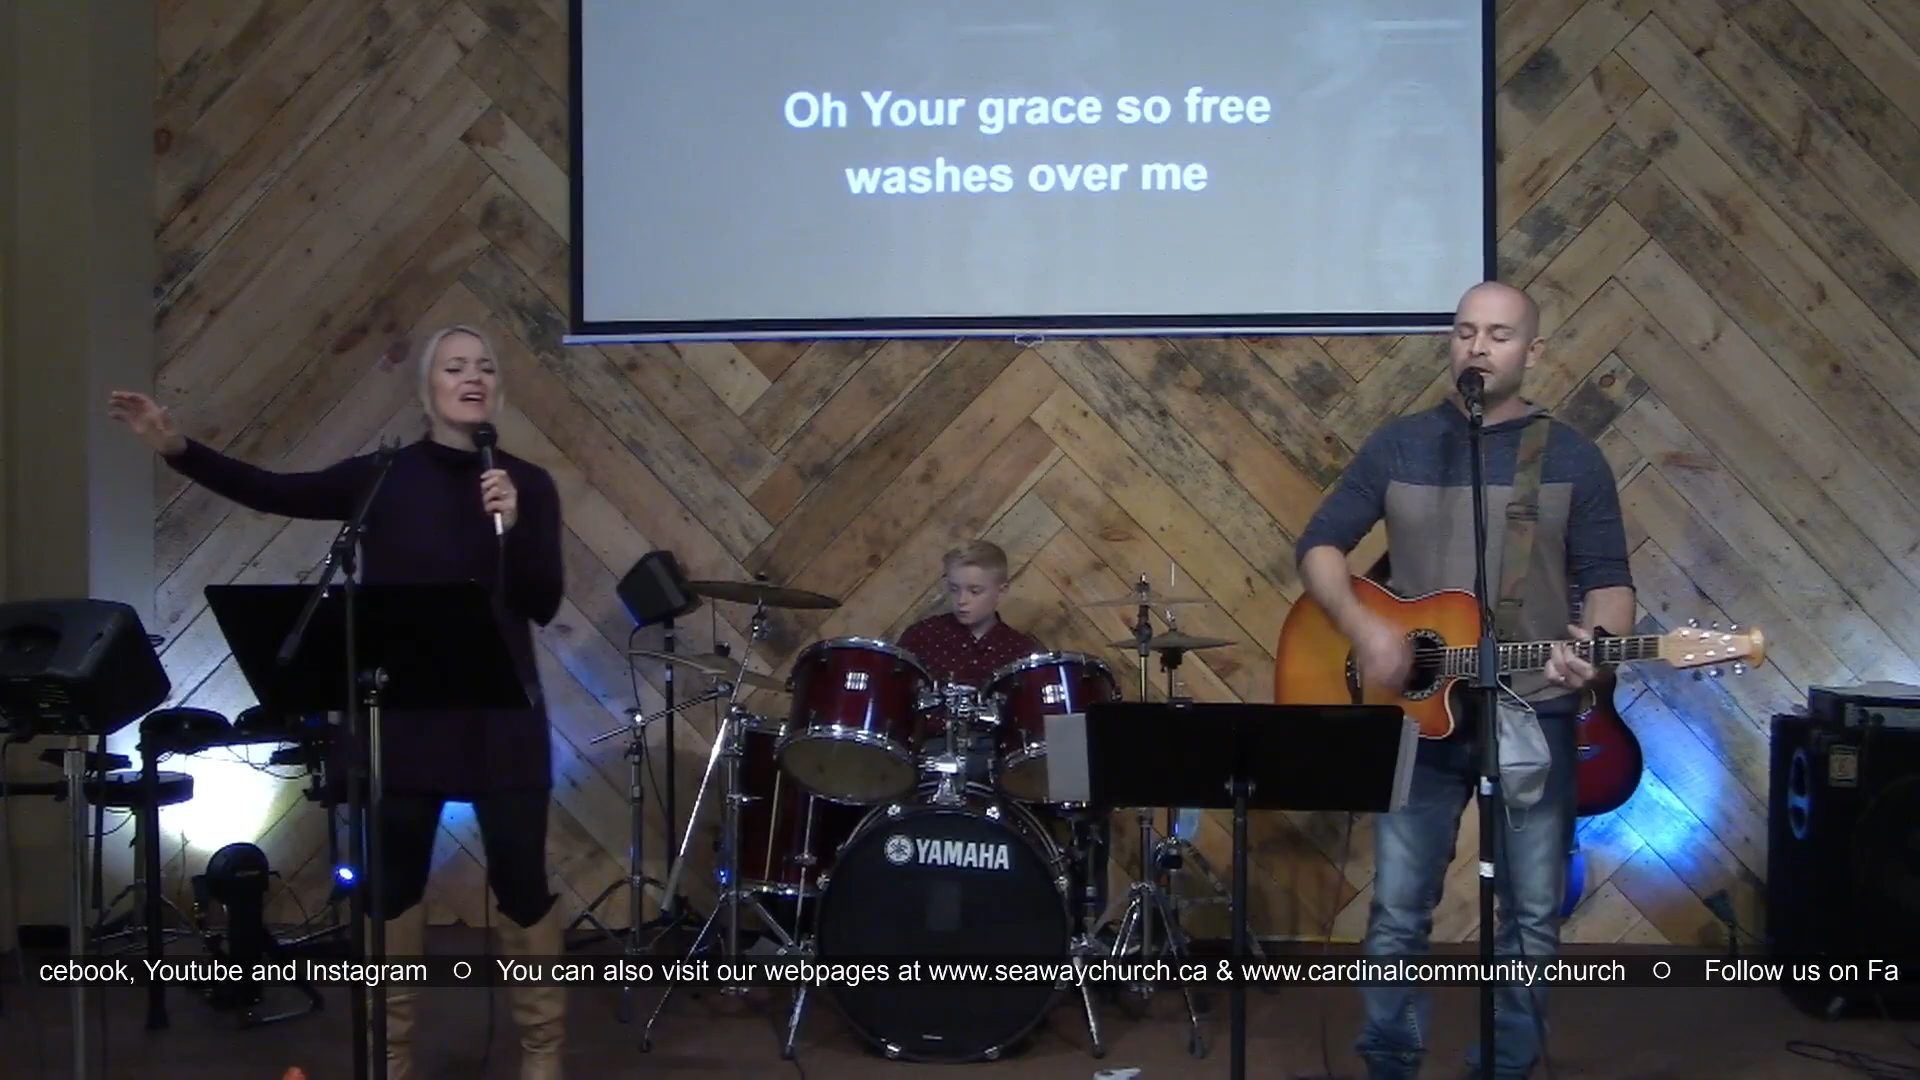 Oh Your grace so free
washes over me
YAMAHA
cebook, Youtube and Instagram ○ You can also visit our webpages at www.seawaychurch.ca & www.cardinalcommunity.church ○ Follow us on Fa